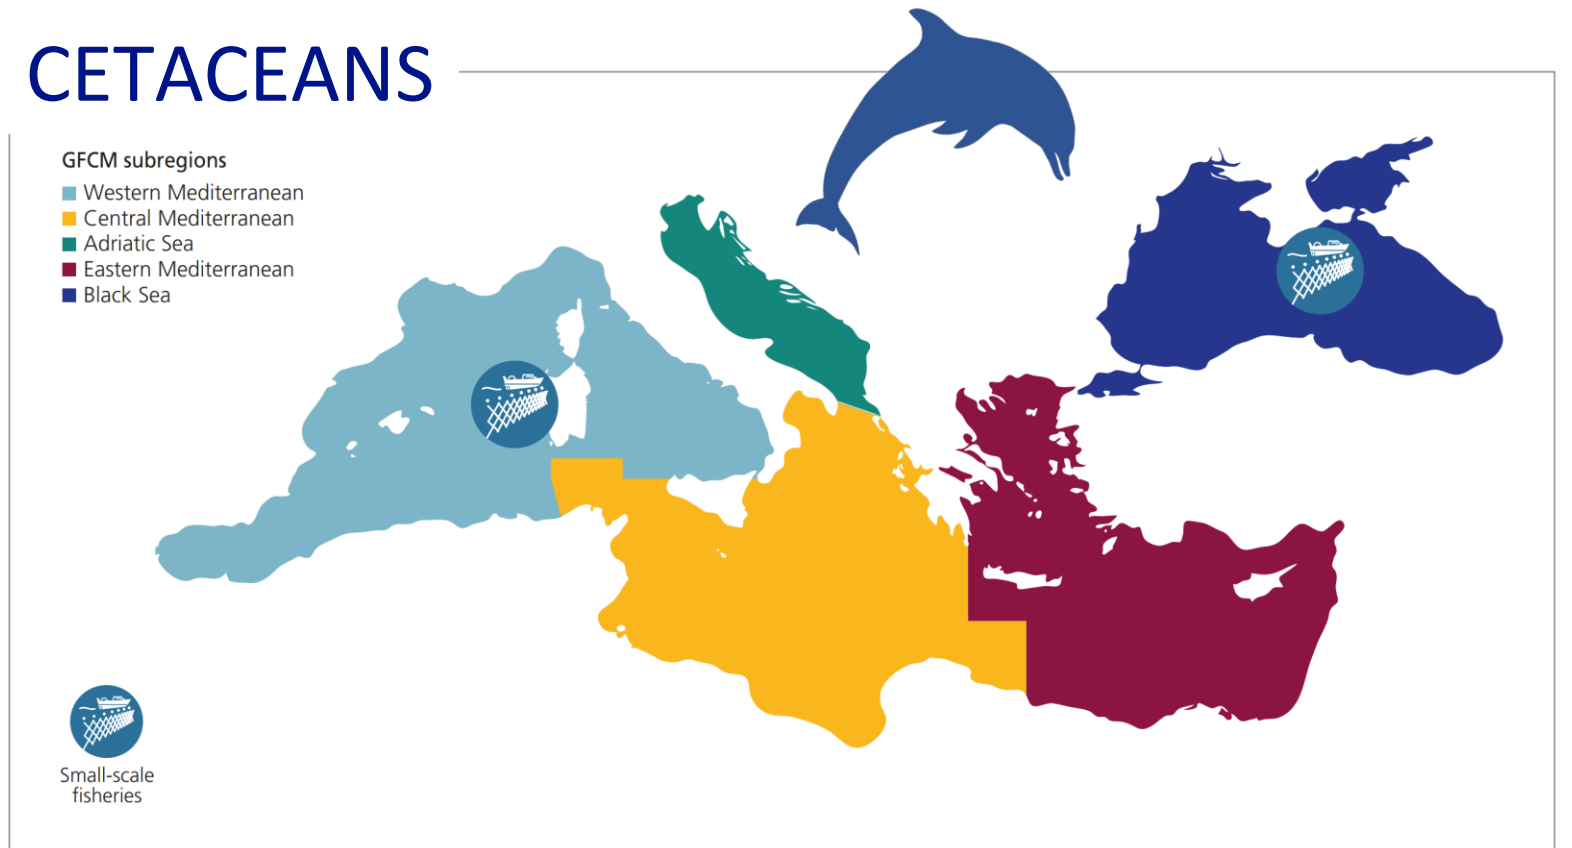 CETACEANS
GFCM subregions
Western Mediterranean
Central Mediterranean
Adriatic Sea
Eastern Mediterranean
Black Sea
Small-scale
fisheries